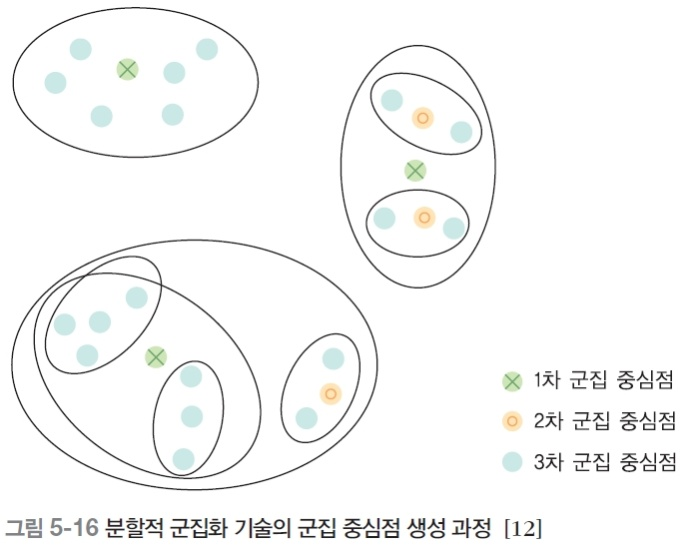 1차 군집 중심점
2차 군집 중심점
3차 군집 중심점
그림 5-16 분할적 군집화 기술의 군집 중심점 생성 과정 [12]